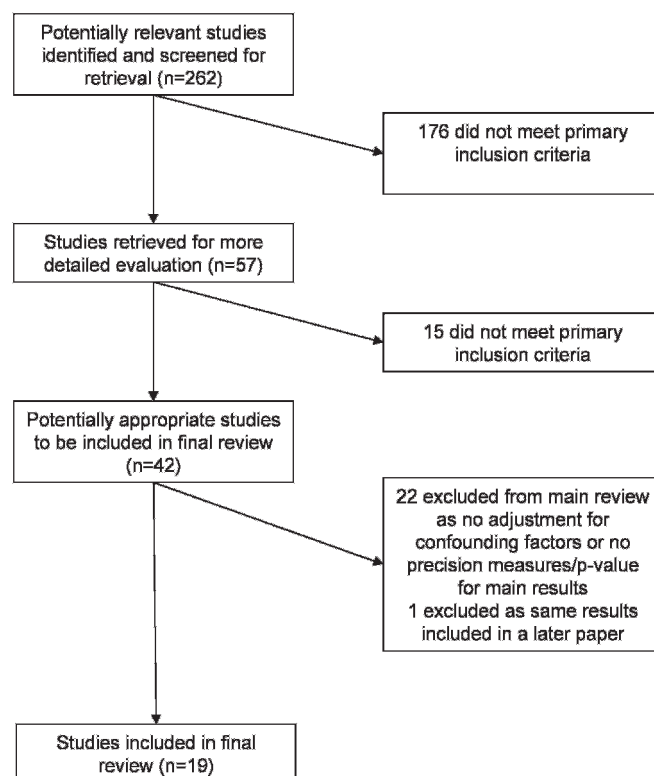 Potentially relevant studies
identified and screened for
retrieval (n=262)
176 did not meet primary
inclusion criteria
Studies retrieved for more
detailed evaluation (n=57)
15 did not meet primary
inclusion criteria
Potentially appropriate studies
to be included in final review
(n=42)
22 excluded from main review
as no adjustment for
confounding factors or no
precision measures/p-value
for main results
1 excluded as same results
included in a later paper
Studies included in final
review (n=19)